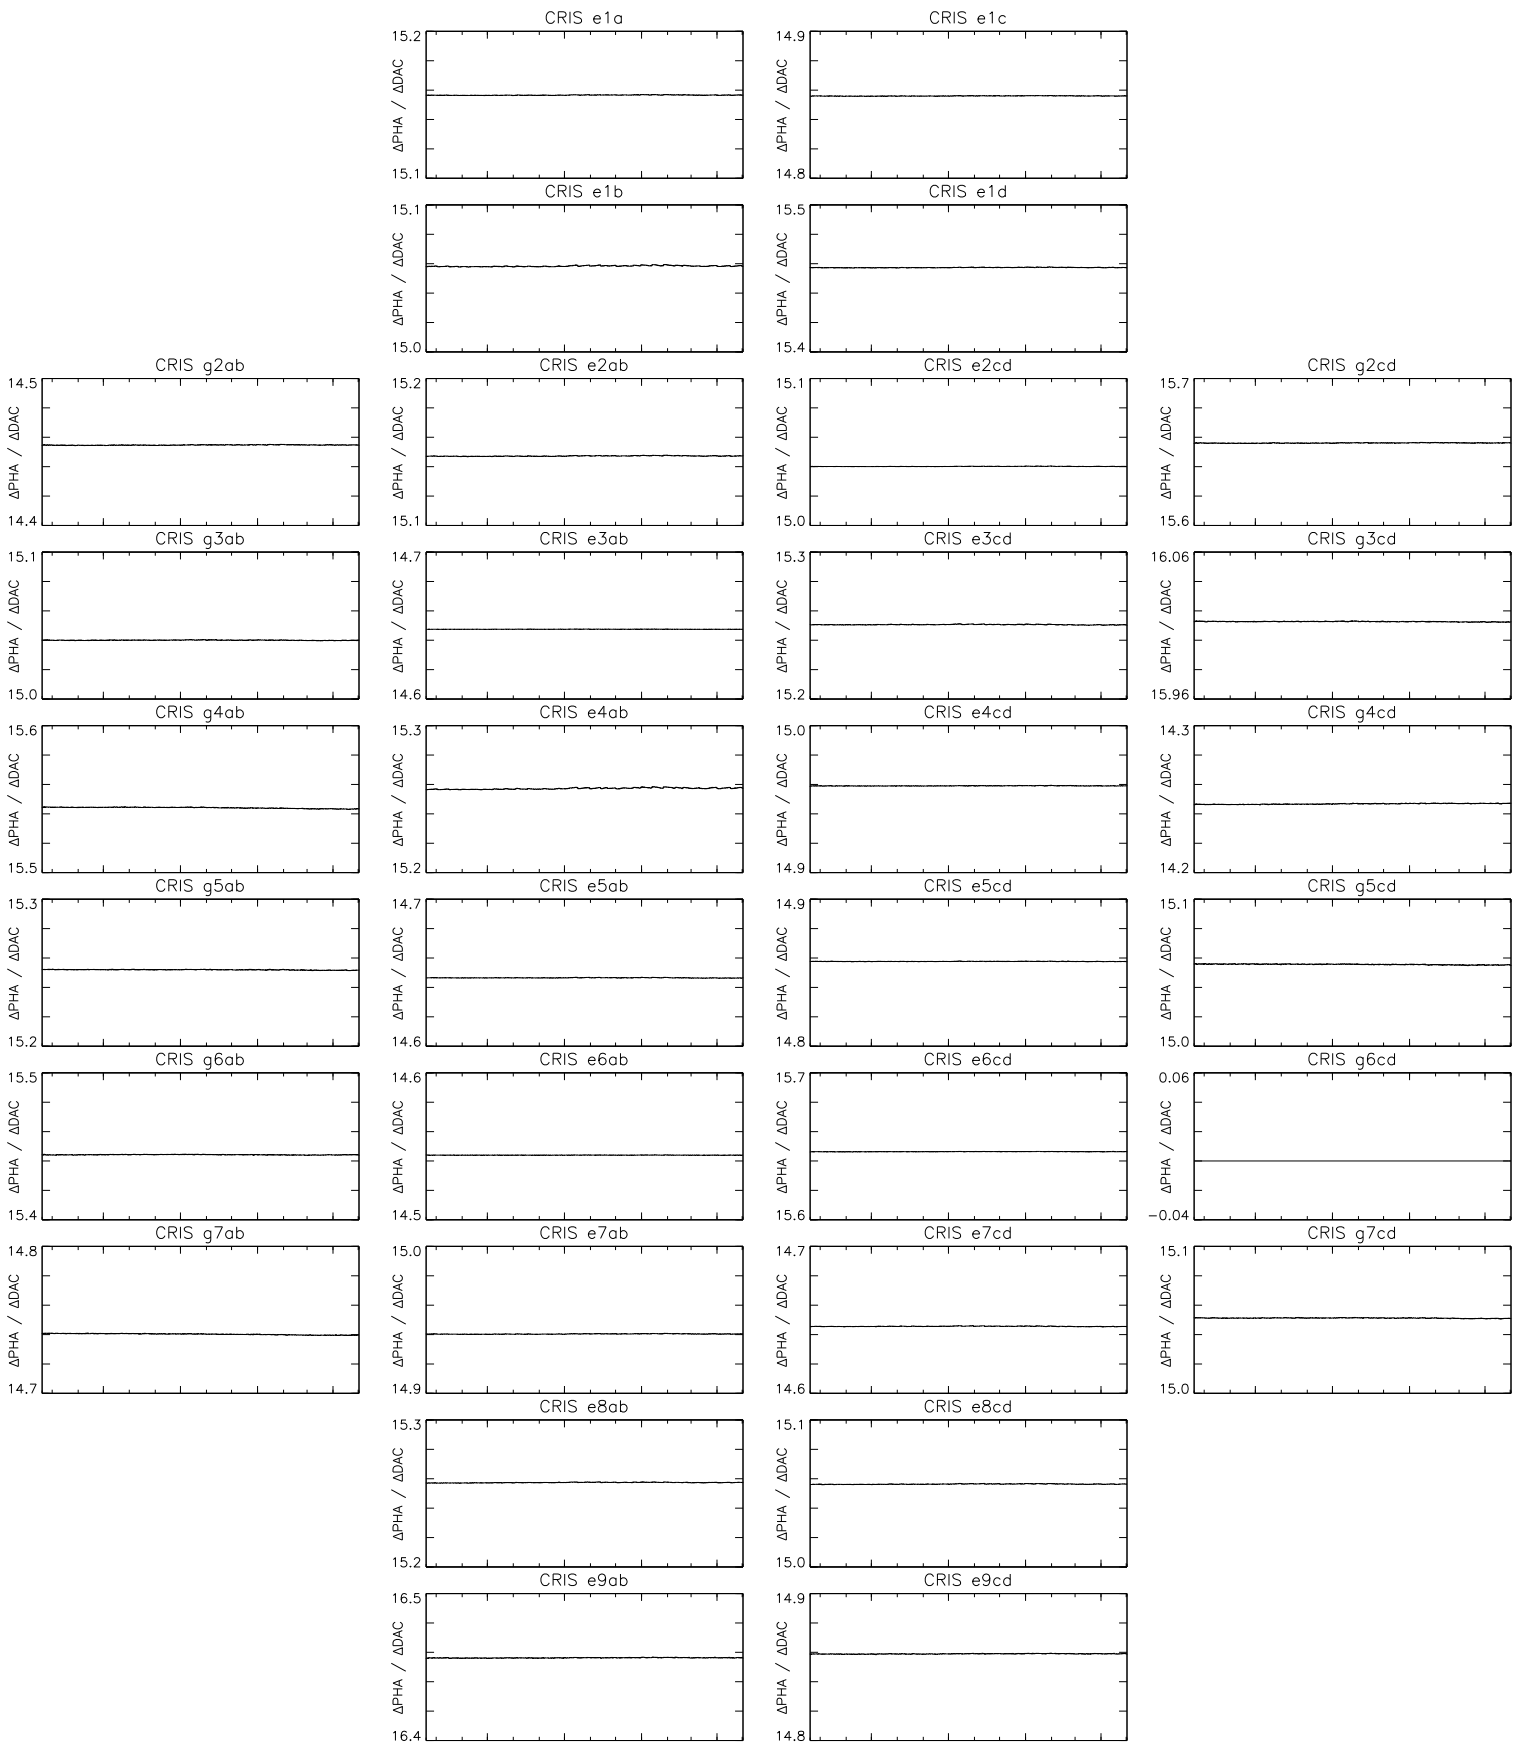 CRIS e1a CRIS e1c
15.2 14.9
ΔPHA / ΔDAC ΔPHA / ΔDAC
15.1 14.8
CRIS e1b CRIS e1d
15.1 15.5
ΔPHA / ΔDAC ΔPHA / ΔDAC
15.0 15.4
CRIS g2ab CRIS e2ab CRIS e2cd CRIS g2cd
14.5 15.2 15.1 15.7
ΔPHA / ΔDAC ΔPHA / ΔDAC ΔPHA / ΔDAC ΔPHA / ΔDAC
14.4 15.1 15.0 15.6
CRIS g3ab CRIS e3ab CRIS e3cd CRIS g3cd
15.1 14.7 15.3 16.06
ΔPHA / ΔDAC ΔPHA / ΔDAC ΔPHA / ΔDAC ΔPHA / ΔDAC
15.0 14.6 15.2 15.96
CRIS g4ab CRIS e4ab CRIS e4cd CRIS g4cd
15.6 15.3 15.0 14.3
ΔPHA / ΔDAC ΔPHA / ΔDAC ΔPHA / ΔDAC ΔPHA / ΔDAC
15.5 15.2 14.9 14.2
CRIS g5ab CRIS e5ab CRIS e5cd CRIS g5cd
15.3 14.7 14.9 15.1
ΔPHA / ΔDAC ΔPHA / ΔDAC ΔPHA / ΔDAC ΔPHA / ΔDAC
15.2 14.6 14.8 15.0
CRIS g6ab CRIS e6ab CRIS e6cd CRIS g6cd
15.5 14.6 15.7 0.06
ΔPHA / ΔDAC ΔPHA / ΔDAC ΔPHA / ΔDAC ΔPHA / ΔDAC
15.4 14.5 15.6 −0.04
CRIS g7ab CRIS e7ab CRIS e7cd CRIS g7cd
14.8 15.0 14.7 15.1
ΔPHA / ΔDAC ΔPHA / ΔDAC ΔPHA / ΔDAC ΔPHA / ΔDAC
14.7 14.9 14.6 15.0
CRIS e8ab CRIS e8cd
15.3 15.1
ΔPHA / ΔDAC ΔPHA / ΔDAC
15.2 15.0
CRIS e9ab CRIS e9cd
16.5 14.9
ΔPHA / ΔDAC ΔPHA / ΔDAC
16.4 14.8